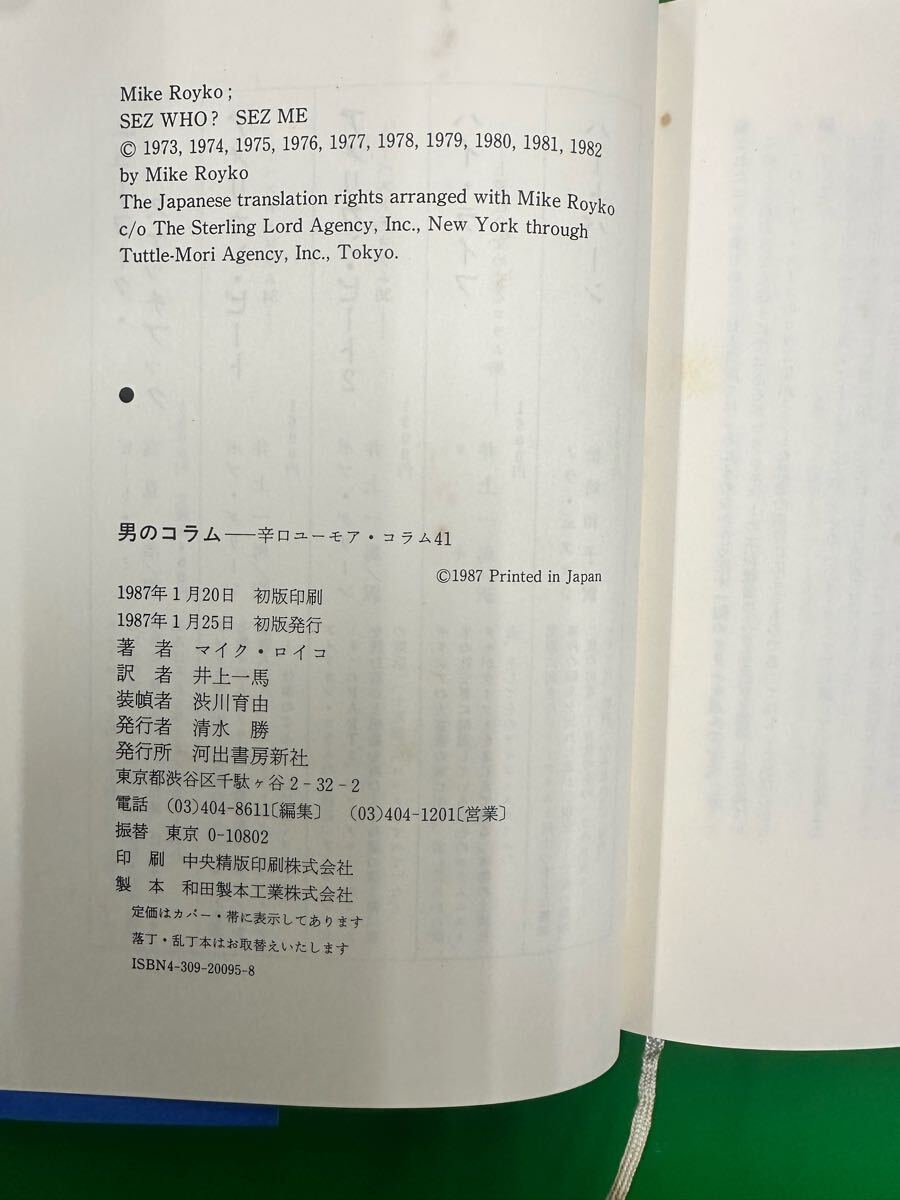 Mike Royko;
SEZ WHO? SEZ ME
© 1973, 1974, 1975, 1976, 1977, 1978, 1979, 1980, 1981, 1982
by Mike Royko
The Japanese translation rights arranged with Mike Royko
c/o The Sterling Lord Agency, Inc., New York through
Tuttle-Mori Agency, Inc., Tokyo.
男のコラム——辛口ユーモア・コラム41
©1987 Printed in Japan
1987年1月20日 初版印刷
1987年1月25日 初版発行
著 者 マイク・ロイコ
訳 者 井上一馬
装幀者 渋川育由
発行者 清水 勝
発行所 河出書房新社
東京都渋谷区千駄ヶ谷2-32-2
電話 (03)404-8611〔編集〕 (03)404-1201〔営業〕
振替 東京 0-10802
印 刷 中央精版印刷株式会社
製 本 和田製本工業株式会社
定価はカバー・帯に表示してあります
落丁・乱丁本はお取替えいたします
ISBN4-309-20095-8